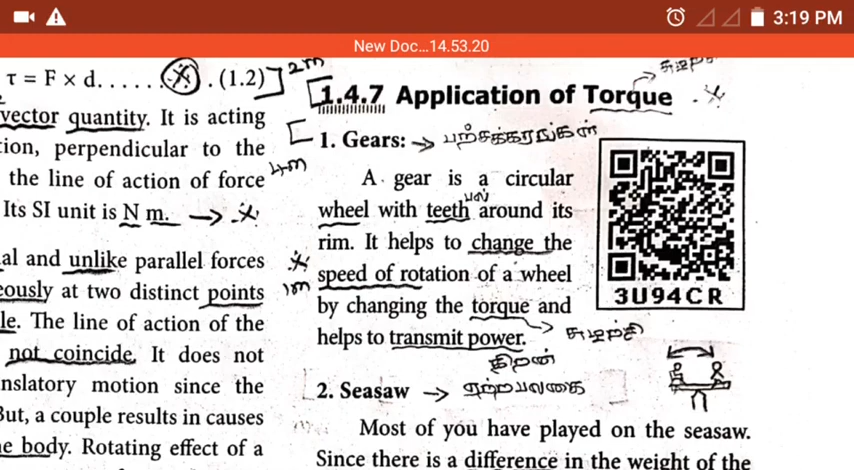 3:19 PM
New Doc...14.53.20
τ = F × d. . . . . . . . (1.2)
2m
vector quantity. It is acting
tion, perpendicular to the
the line of action of force
Its SI unit is N m. →
al and unlike parallel forces
eously at two distinct points
le. The line of action of the
not coincide. It does not
nslatory motion since the
But, a couple results in causes
e body. Rotating effect of a
1.4.7 Application of Torque
1. Gears: → பற்சக்கரங்கள்
A gear is a circular
பல்
wheel with teeth around its
rim. It helps to change the
speed of rotation of a wheel
by changing the torque and
helps to transmit power. → சுழற்சி
திறன்
3U94CR
2. Seasaw → ஏற்றபலகை
Most of you have played on the seasaw.
Since there is a difference in the weight of the